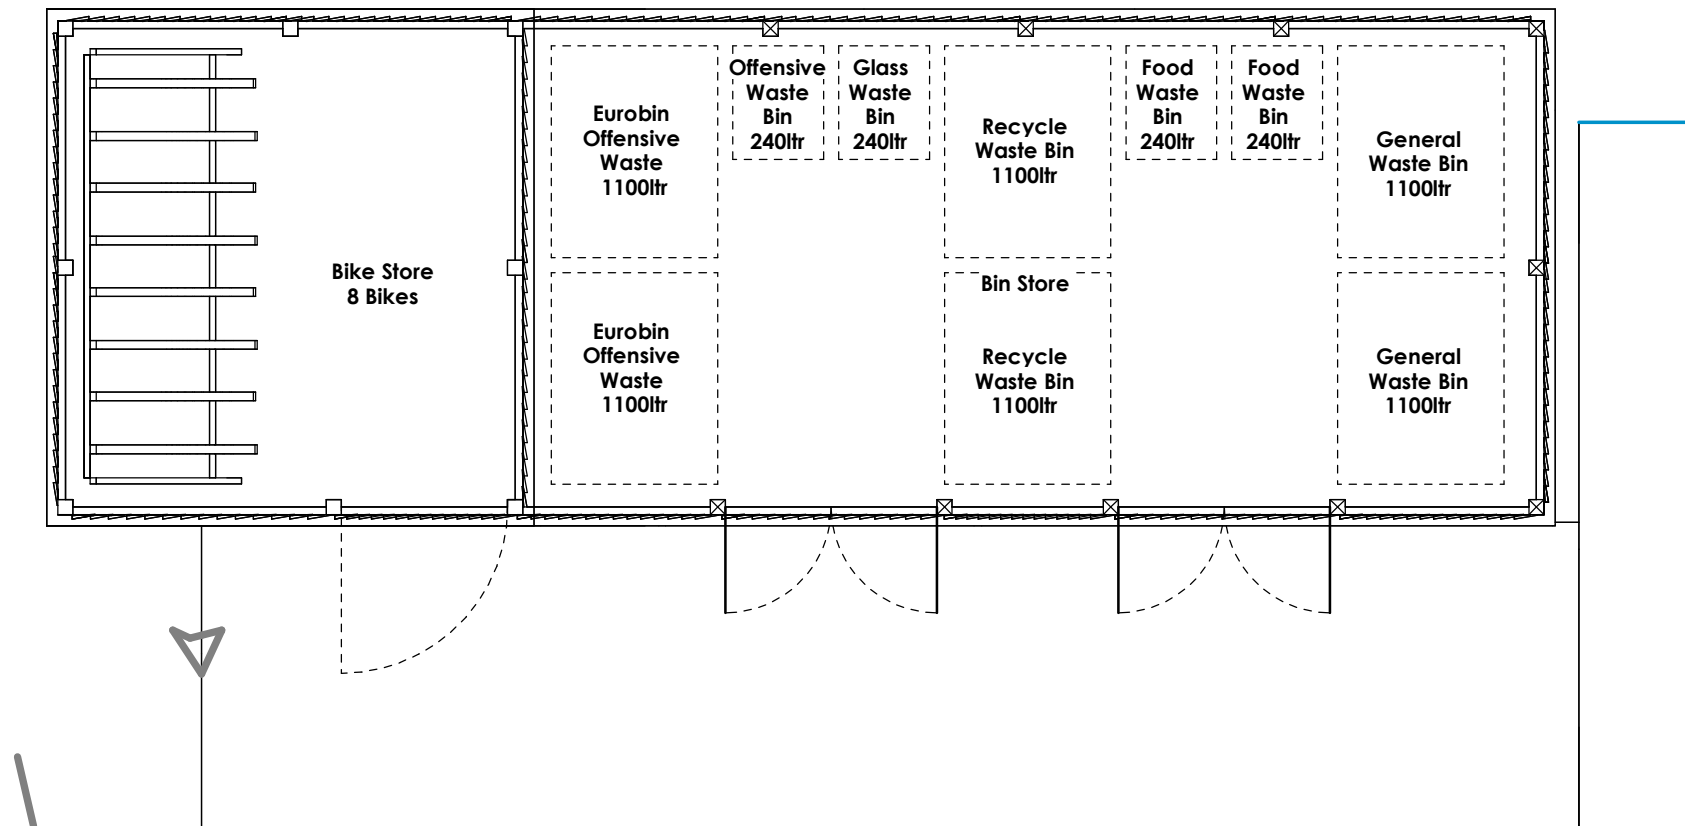 Bike Store
8 Bikes
Eurobin
Offensive
Waste
1100ltr
Offensive
Waste
Bin
240ltr
Glass
Waste
Bin
240ltr
Recycle
Waste Bin
1100ltr
Food
Waste
Bin
240ltr
Food
Waste
Bin
240ltr
General
Waste Bin
1100ltr
Bin Store
Eurobin
Offensive
Waste
1100ltr
Recycle
Waste Bin
1100ltr
General
Waste Bin
1100ltr